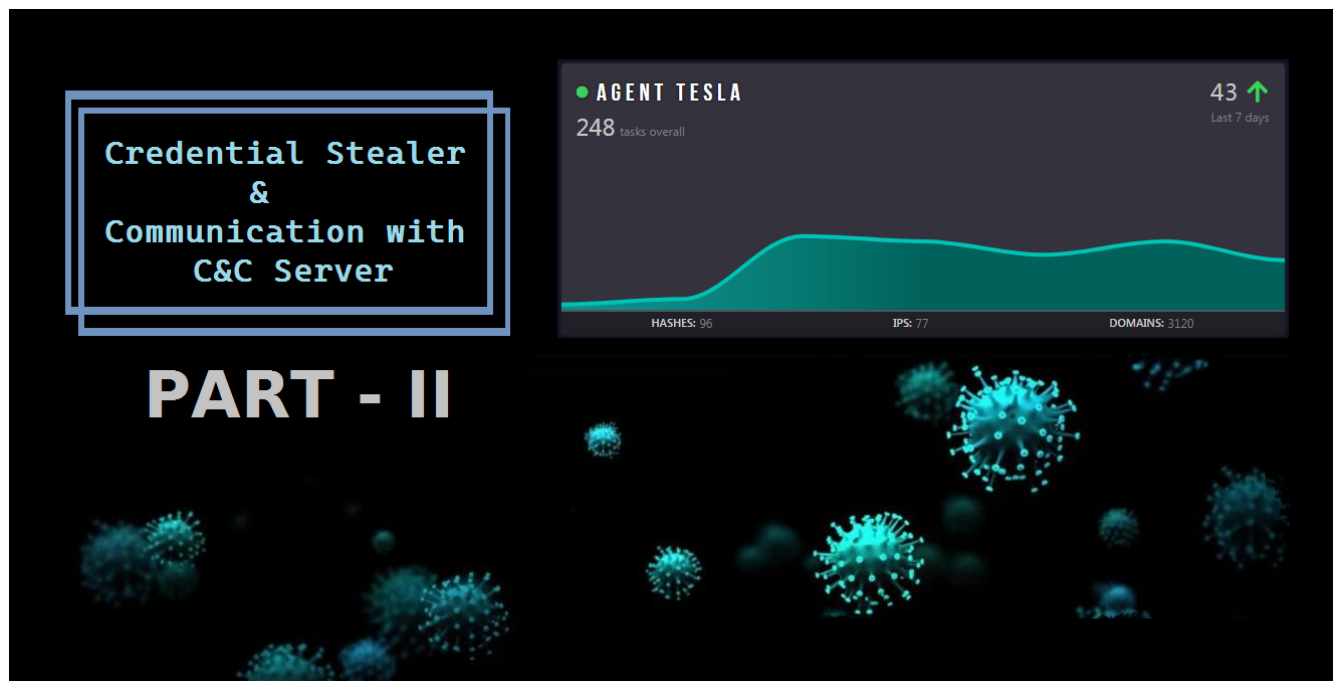 Credential Stealer
&
Communication with
C&C Server
PART - II
AGENT TESLA
248 tasks overall
43
Last 7 days
HASHES: 96
IPS: 77
DOMAINS: 3120